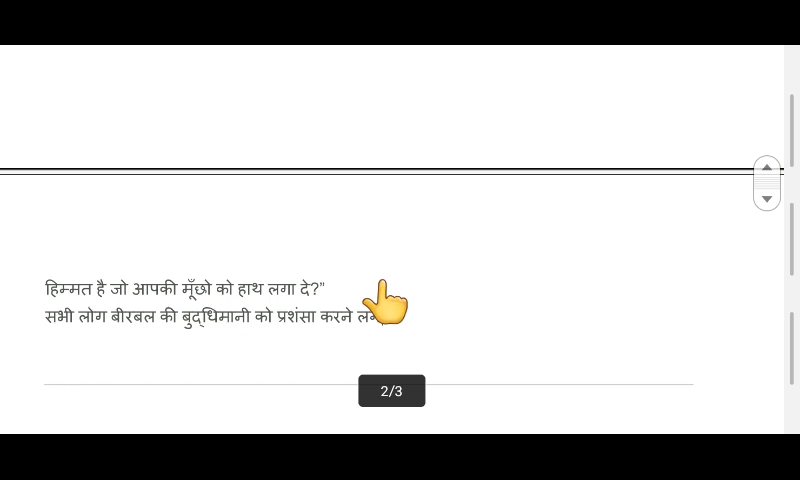 हिम्मत है जो आपकी मूँछो को हाथ लगा दे?”
सभी लोग बीरबल की बुद्धिमानी को प्रशंसा करने
2/3